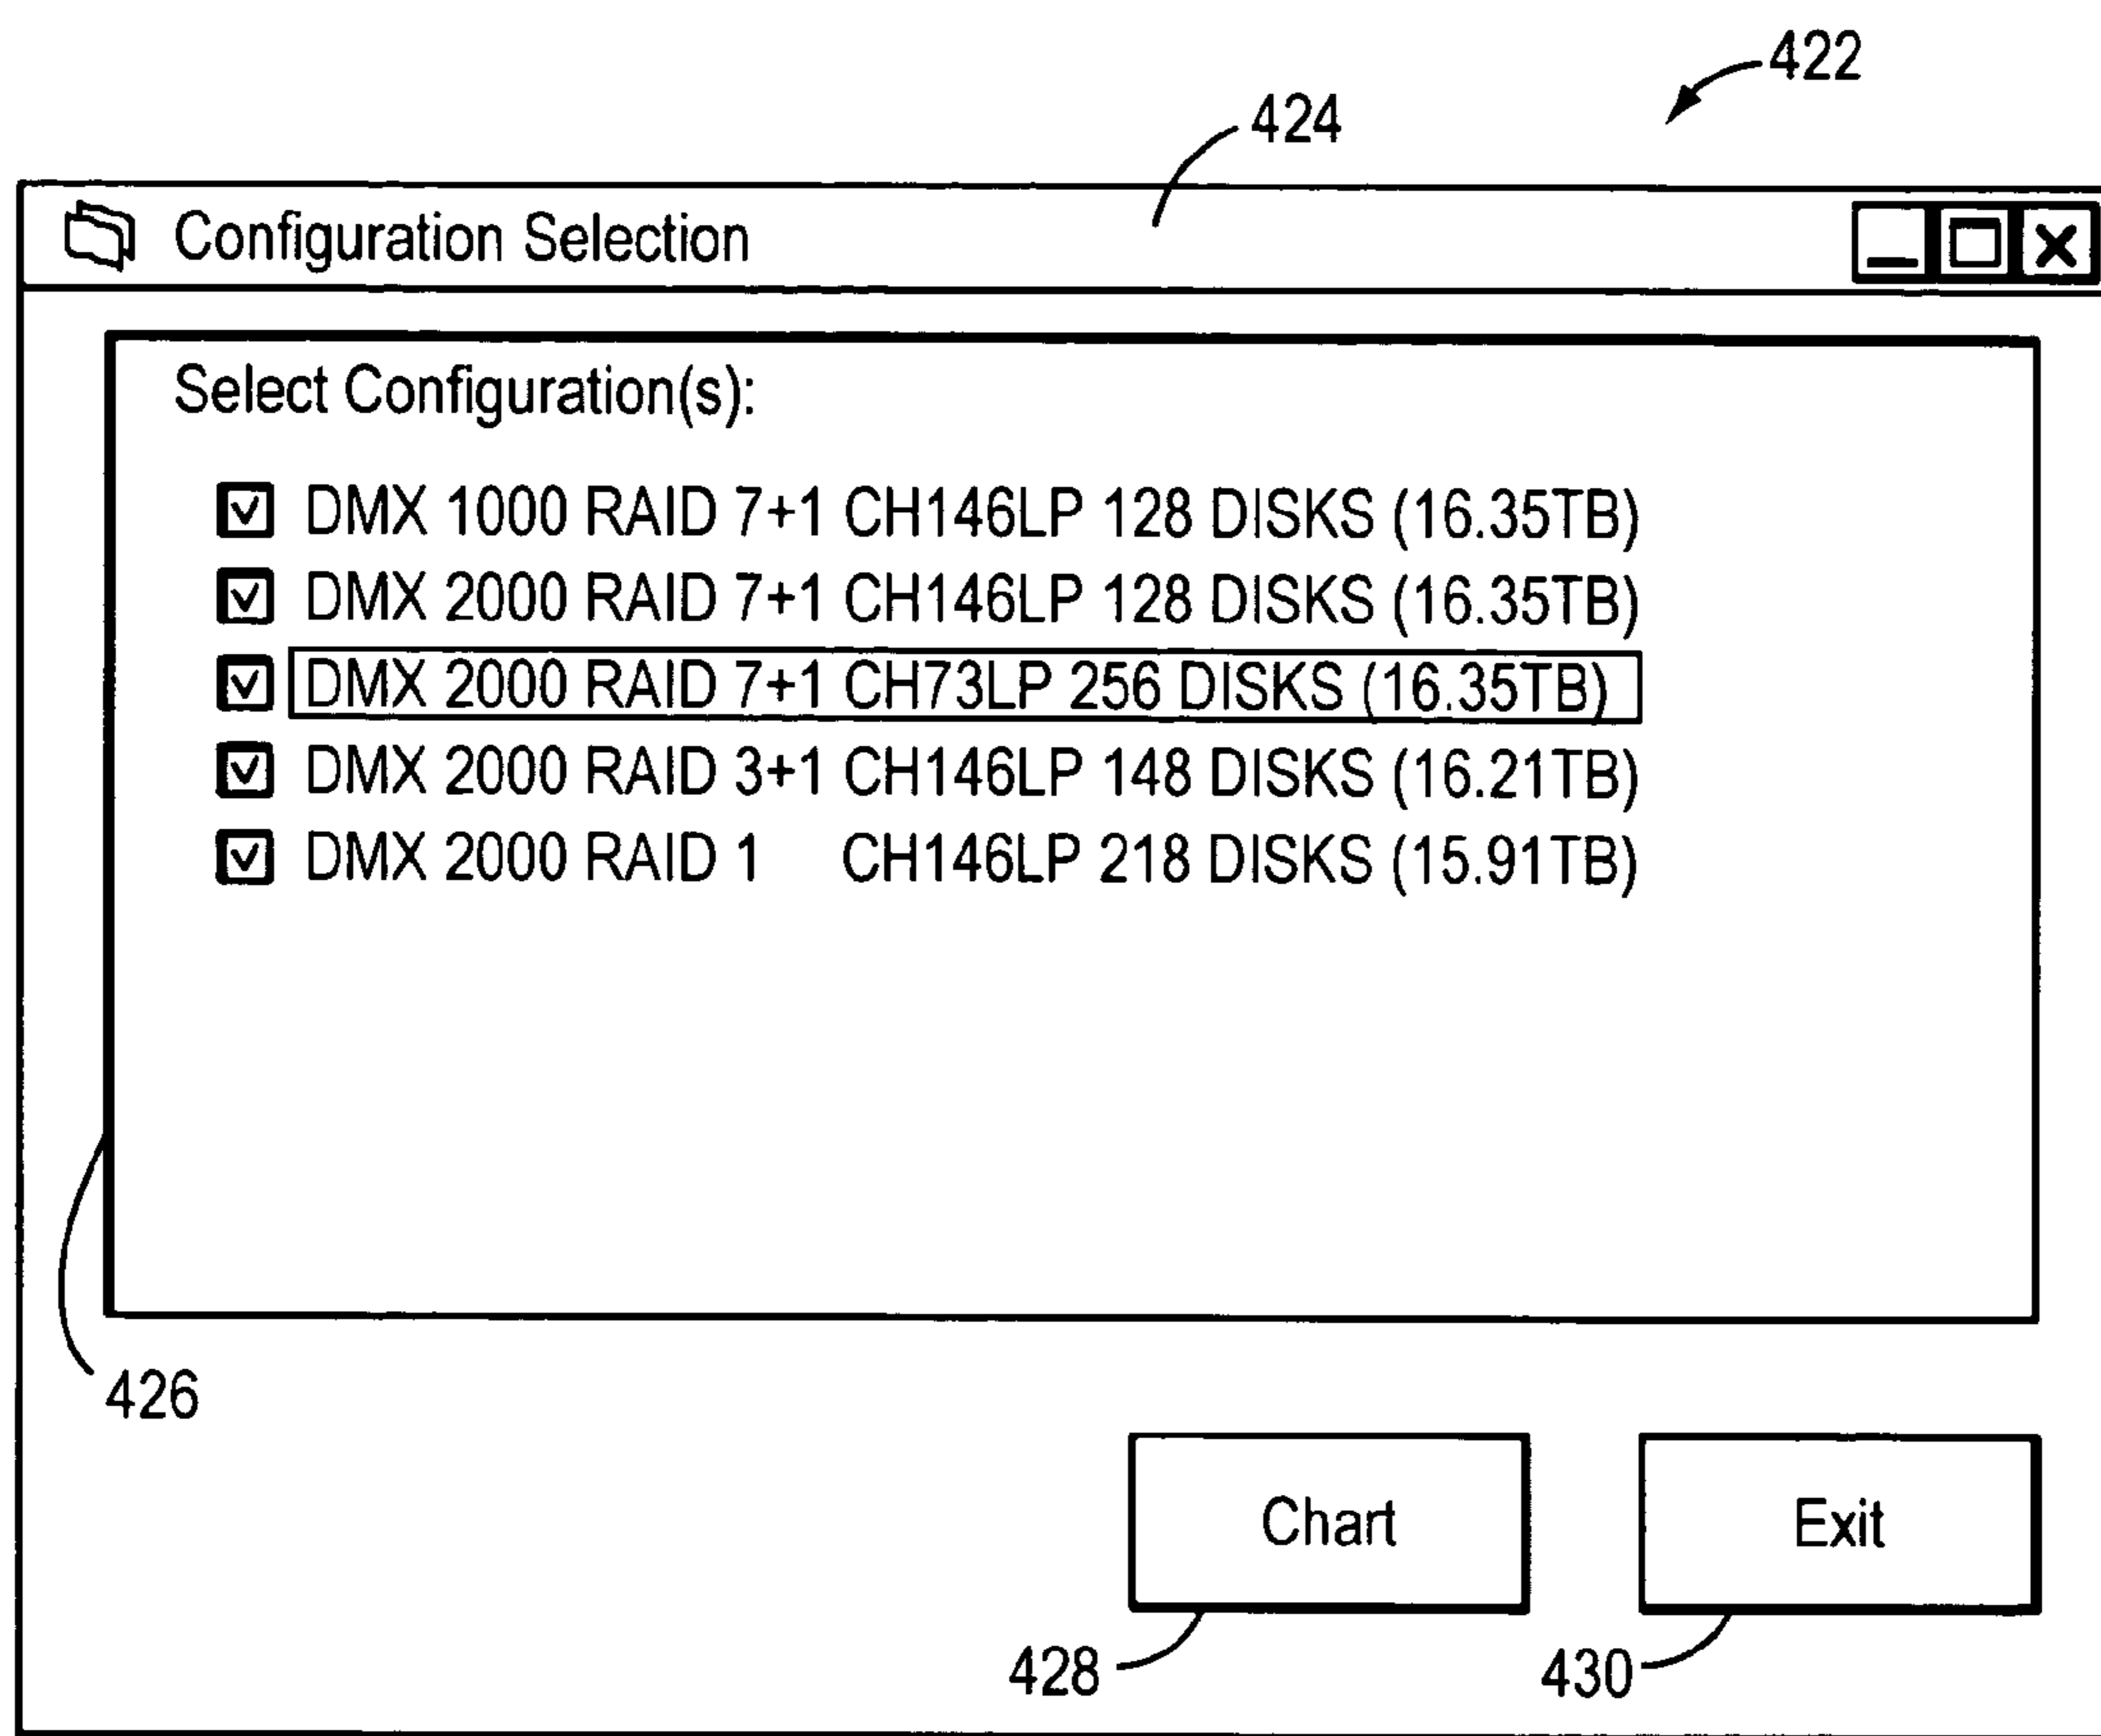 422
424
Configuration Selection
Select Configuration(s):
DMX 1000 RAID 7+1 CH146LP 128 DISKS (16.35TB)
DMX 2000 RAID 7+1 CH146LP 128 DISKS (16.35TB)
DMX 2000 RAID 7+1 CH73LP 256 DISKS (16.35TB)
DMX 2000 RAID 3+1 CH146LP 148 DISKS (16.21TB)
DMX 2000 RAID 1 CH146LP 218 DISKS (15.91TB)
426
Chart Exit
428 430